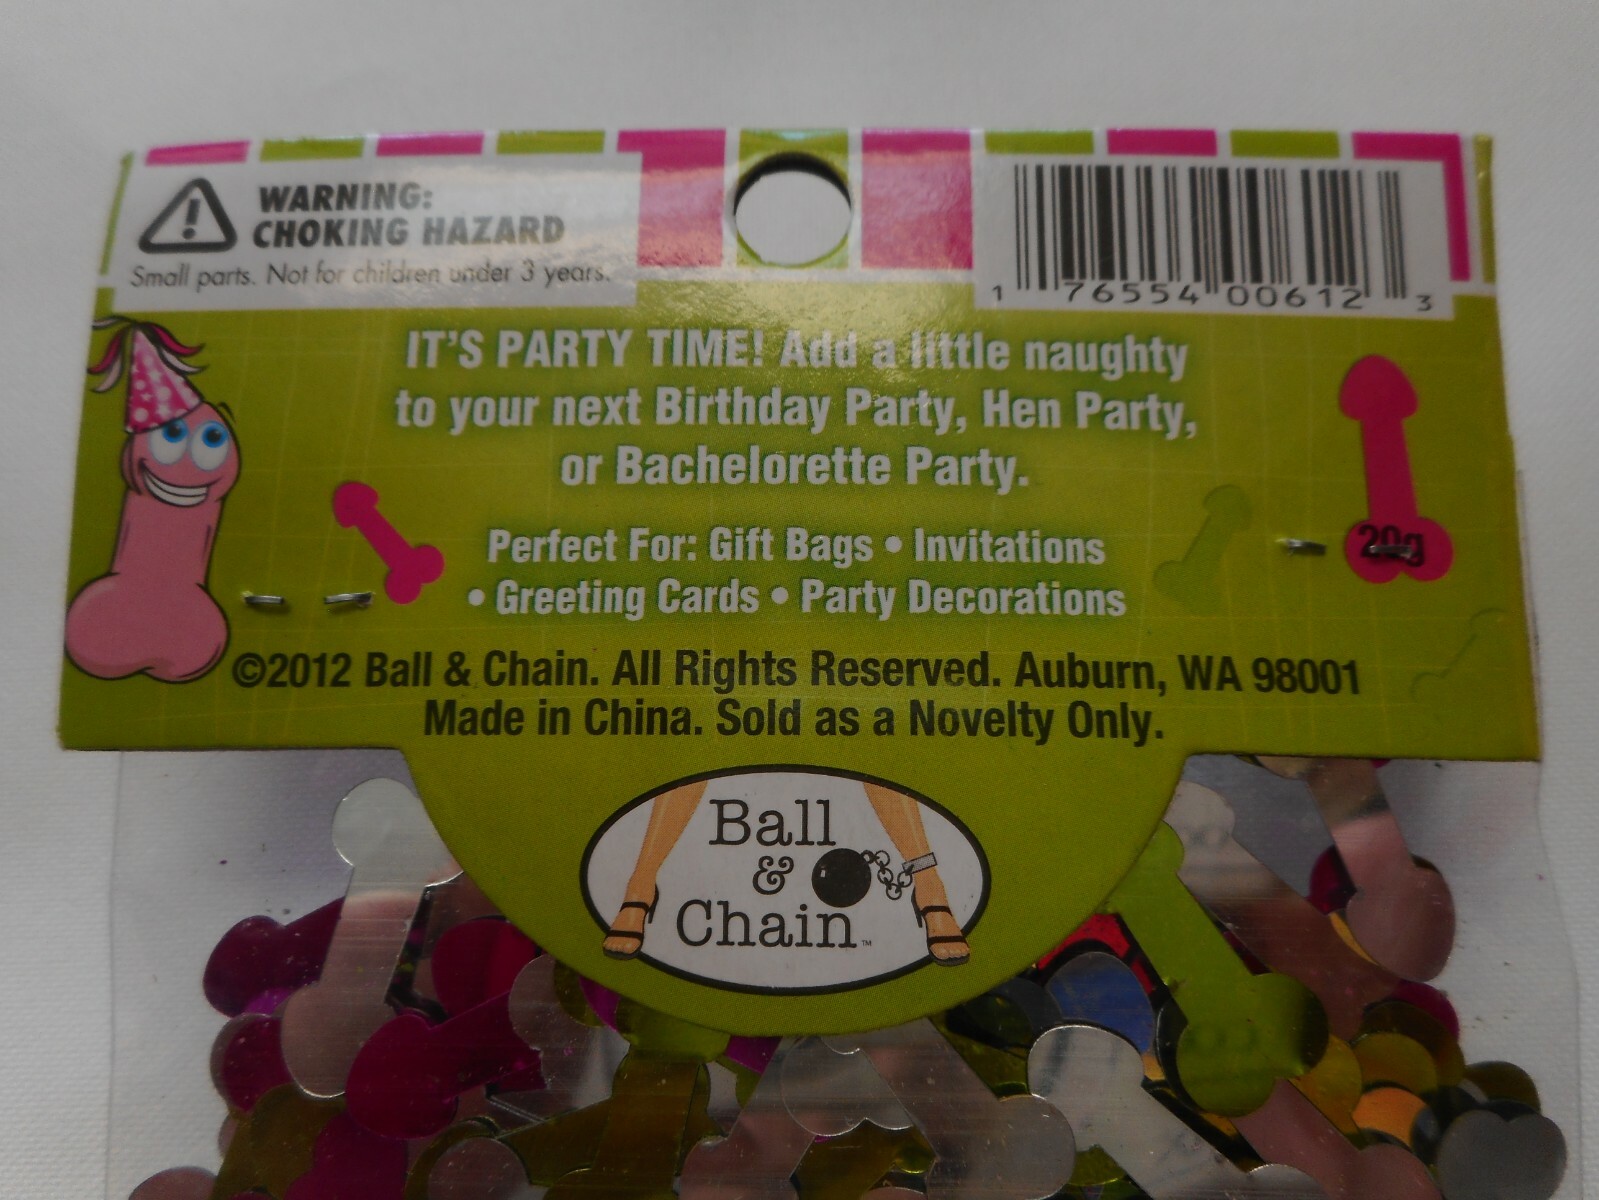 WARNING:
CHOKING HAZARD
Small parts. Not for children under 3 years.
1 76554 00612 3
IT'S PARTY TIME! Add a little naughty
to your next Birthday Party, Hen Party,
or Bachelorette Party.
Perfect For: Gift Bags • Invitations
• Greeting Cards • Party Decorations
20g
©2012 Ball & Chain. All Rights Reserved. Auburn, WA 98001
Made in China. Sold as a Novelty Only.
Ball
&
Chain™